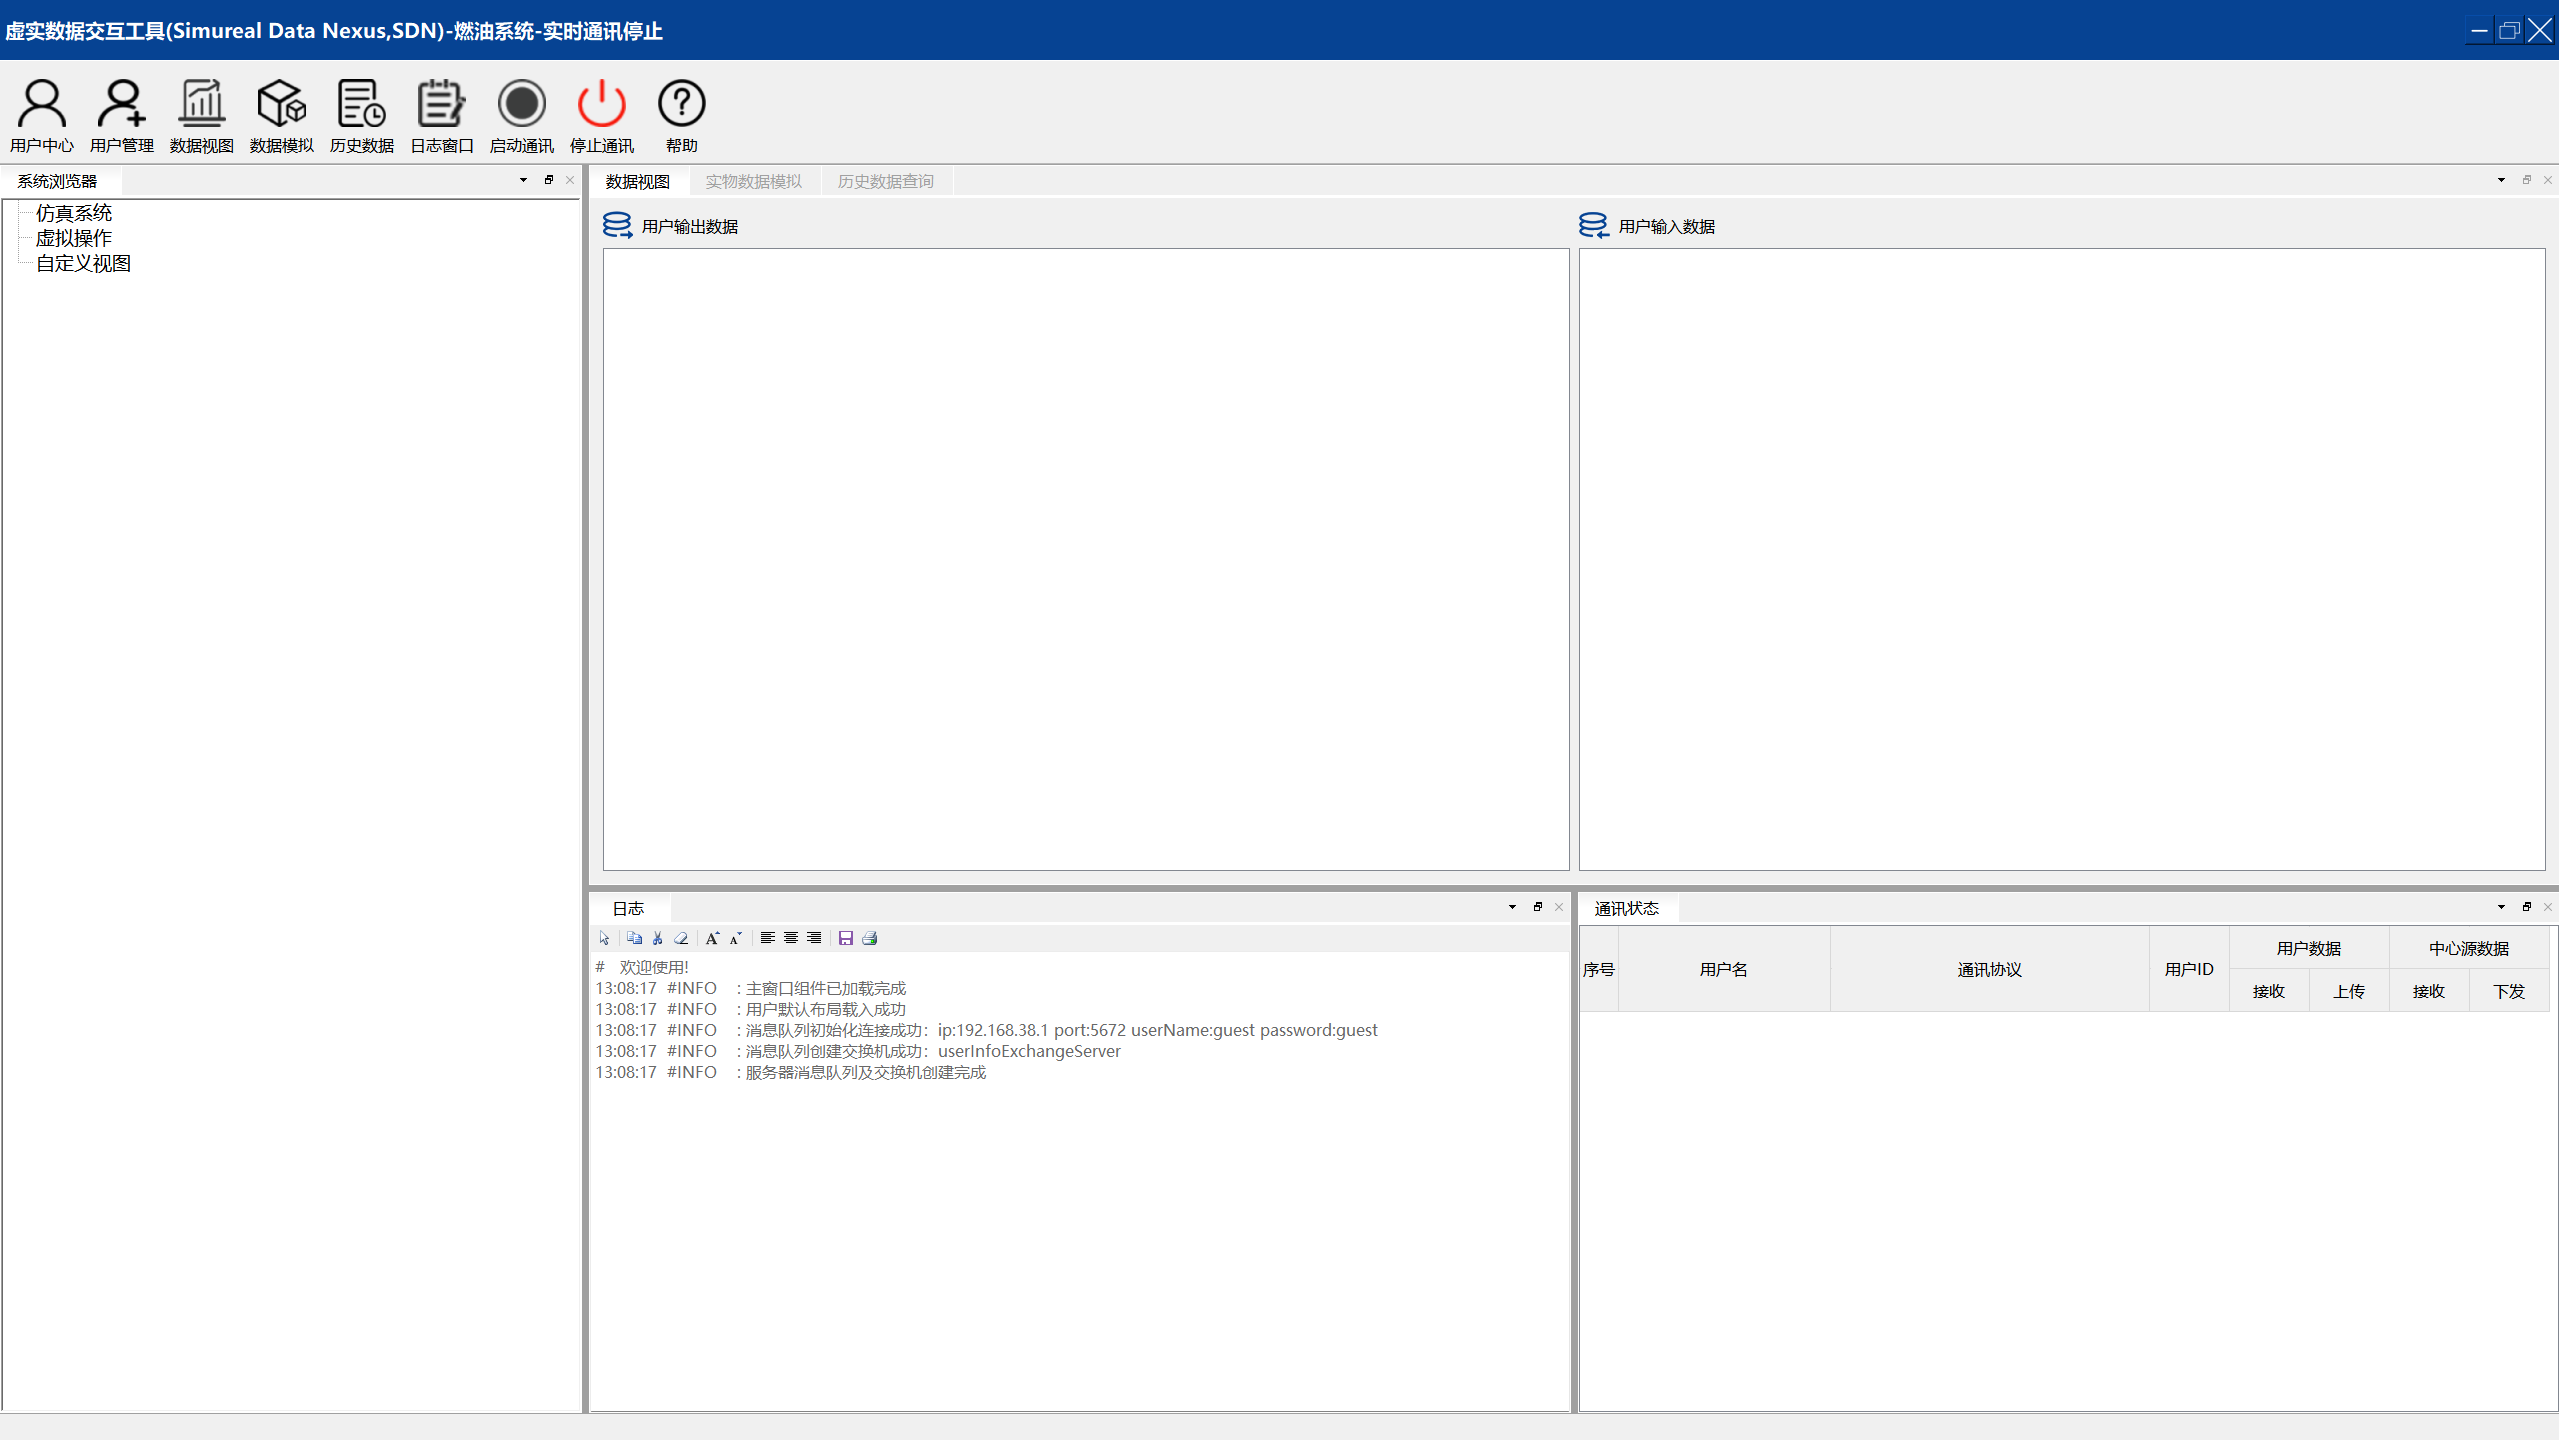 虚实数据交互工具(Simureal Data Nexus,SDN)-燃油系统-实时通讯停止
用户中心 用户管理 数据视图 数据模拟 历史数据 日志窗口 启动通讯 停止通讯 帮助
系统浏览器
仿真系统
虚拟操作
自定义视图
数据视图 实物数据模拟 历史数据查询
用户输出数据
用户输入数据
日志
# 欢迎使用!
13:08:17 #INFO : 主窗口组件已加载完成
13:08:17 #INFO : 用户默认布局载入成功
13:08:17 #INFO : 消息队列初始化连接成功：ip:192.168.38.1 port:5672 userName:guest password:guest
13:08:17 #INFO : 消息队列创建交换机成功：userInfoExchangeServer
13:08:17 #INFO : 服务器消息队列及交换机创建完成
通讯状态
序号 用户名 通讯协议 用户ID 用户数据 中心源数据
接收 上传 接收 下发